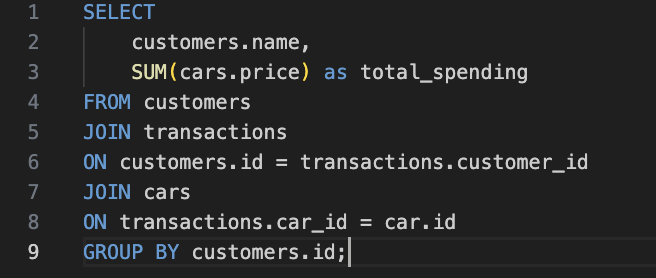 1 SELECT
2 customers.name,
3 SUM(cars.price) as total_spending
4 FROM customers
5 JOIN transactions
6 ON customers.id = transactions.customer_id
7 JOIN cars
8 ON transactions.car_id = car.id
9 GROUP BY customers.id;